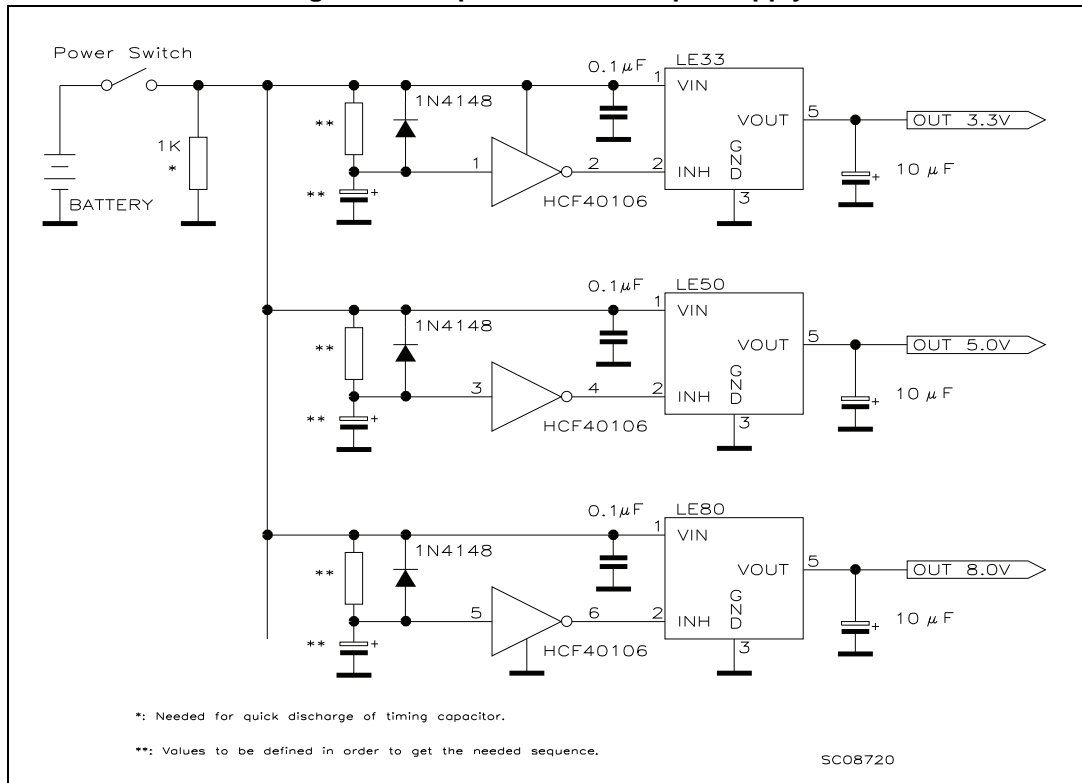 Power Switch
1K
*
BATTERY
**
1N4148
**
+
1
2
HCF40106
0.1µF
LE33
1
VIN
2
INH
VOUT
GND
3
5
OUT 3.3V
+
10 µF
**
1N4148
**
+
3
4
HCF40106
0.1µF
LE50
1
VIN
2
INH
VOUT
GND
3
5
OUT 5.0V
+
10 µF
**
1N4148
**
+
5
6
HCF40106
0.1µF
LE80
1
VIN
2
INH
VOUT
GND
3
5
OUT 8.0V
+
10 µF
*: Needed for quick discharge of timing capacitor.
**: Values to be defined in order to get the needed sequence.
SC08720